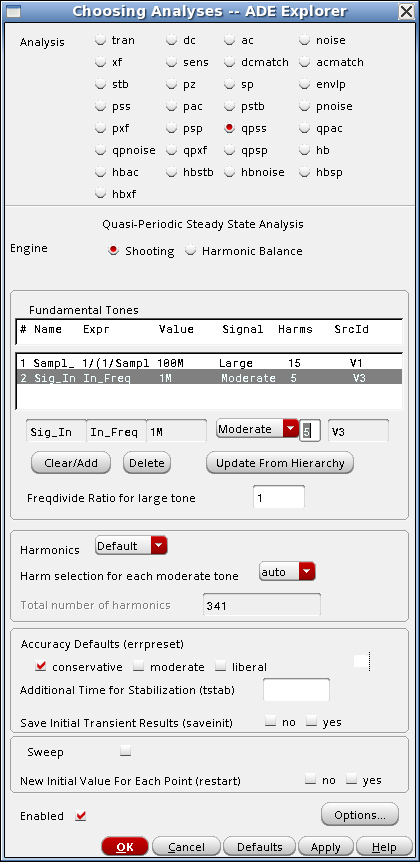 Choosing Analyses -- ADE Explorer
Analysis tran dc ac noise
xf sens dcmatch acmatch
stb pz sp envlp
pss pac pstb pnoise
pxf psp qpss qpac
qpnoise qpxf qpsp hb
hbac hbstb hbnoise hbsp
hbxf
Quasi-Periodic Steady State Analysis
Engine Shooting Harmonic Balance
Fundamental Tones
# Name Expr Value Signal Harms SrcId
1 Sampl_ 1/(1/Sampl 100M Large 15 V1
2 Sig_In In_Freq 1M Moderate 5 V3
Sig_In In_Freq 1M Moderate 5 V3
Clear/Add Delete Update From Hierarchy
Freqdivide Ratio for large tone 1
Harmonics Default
Harm selection for each moderate tone auto
Total number of harmonics 341
Accuracy Defaults (errpreset)
conservative moderate liberal
Additional Time for Stabilization (tstab)
Save Initial Transient Results (saveinit) no yes
Sweep
New Initial Value For Each Point (restart) no yes
Enabled Options...
OK Cancel Defaults Apply Help